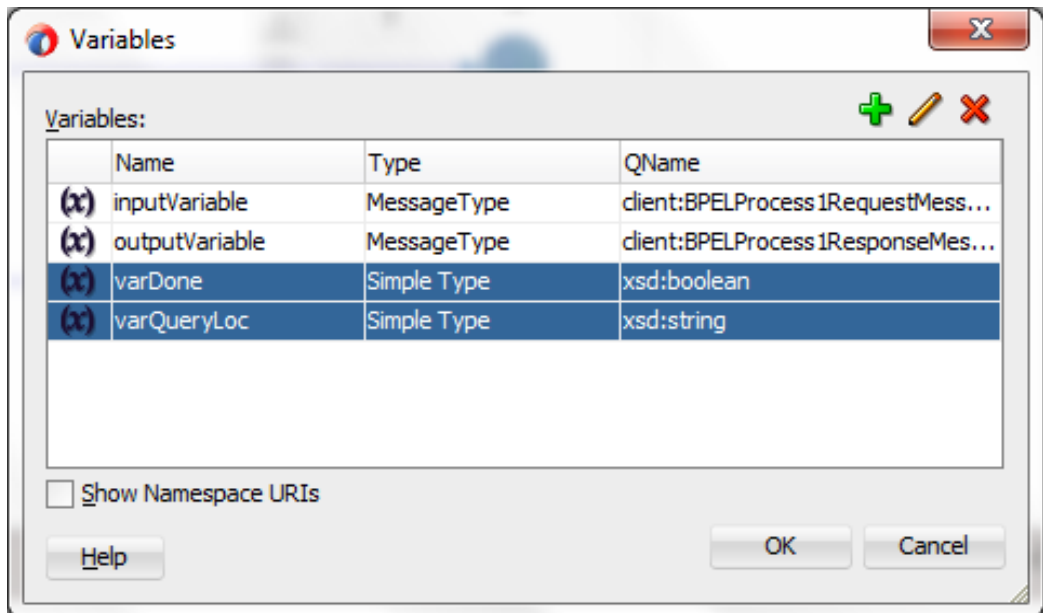 Variables
Variables:
Name Type QName
(x) inputVariable MessageType client:BPELProcess1RequestMess...
(x) outputVariable MessageType client:BPELProcess1ResponseMes...
(x) varDone Simple Type xsd:boolean
(x) varQueryLoc Simple Type xsd:string
Show Namespace URIs
Help OK Cancel